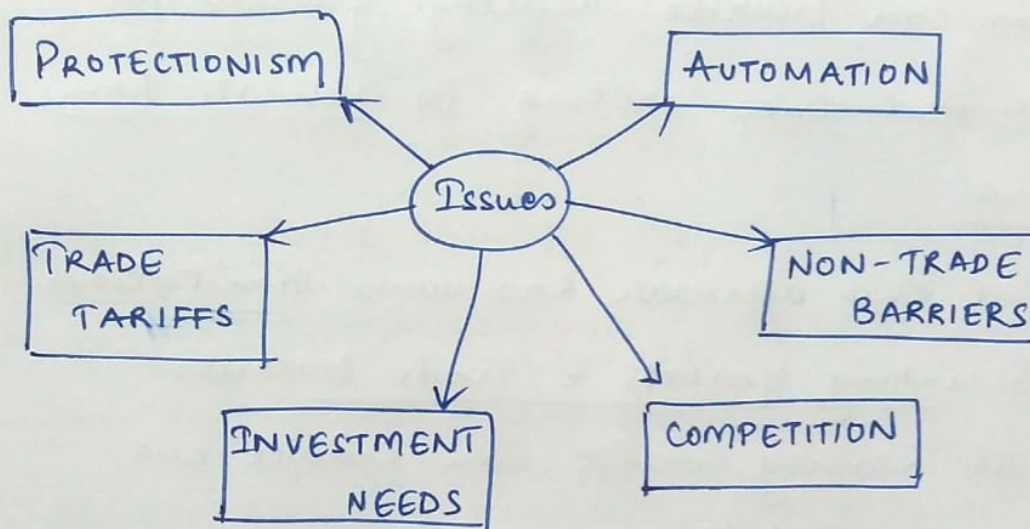 PROTECTIONISM
AUTOMATION
Issues
TRADE
TARIFFS
NON-TRADE
BARRIERS
INVESTMENT
NEEDS
COMPETITION